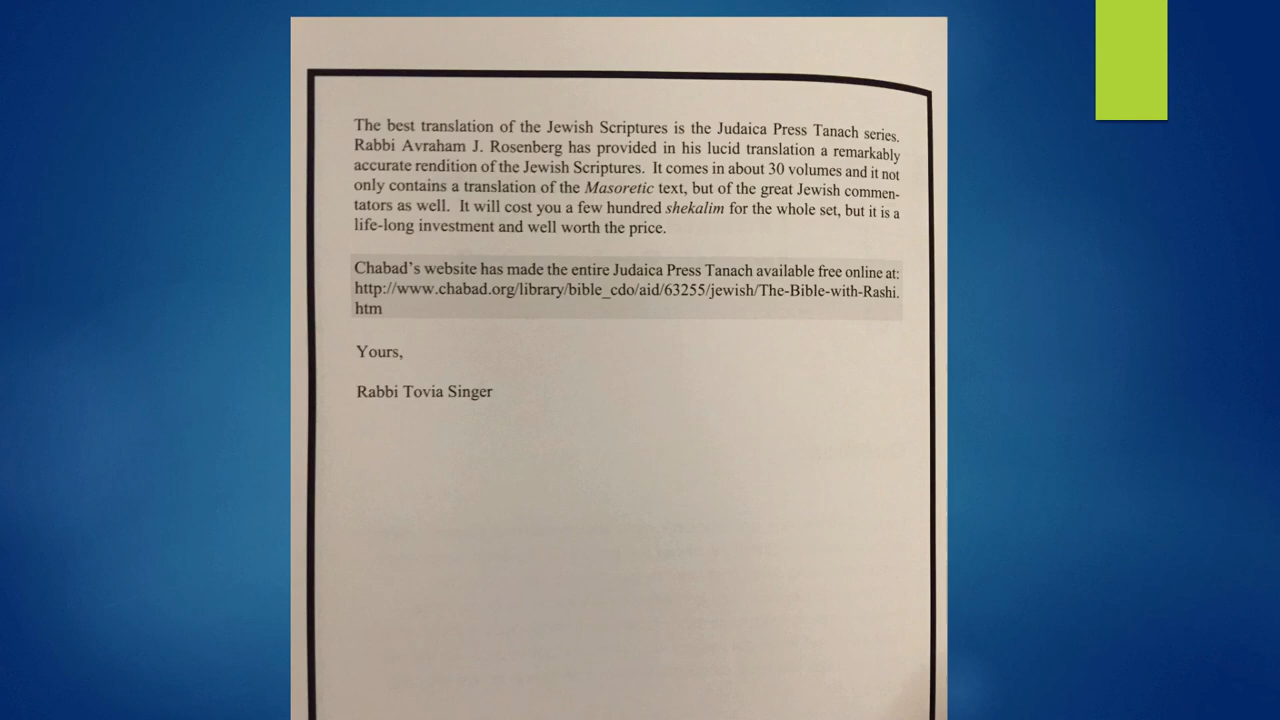 The best translation of the Jewish Scriptures is the Judaica Press Tanach series.
Rabbi Avraham J. Rosenberg has provided in his lucid translation a remarkably
accurate rendition of the Jewish Scriptures. It comes in about 30 volumes and it not
only contains a translation of the Masoretic text, but of the great Jewish commen-
tators as well. It will cost you a few hundred shekalim for the whole set, but it is a
life-long investment and well worth the price.
Chabad's website has made the entire Judaica Press Tanach available free online at:
http://www.chabad.org/library/bible_cdo/aid/63255/jewish/The-Bible-with-Rashi.
htm
Yours,
Rabbi Tovia Singer